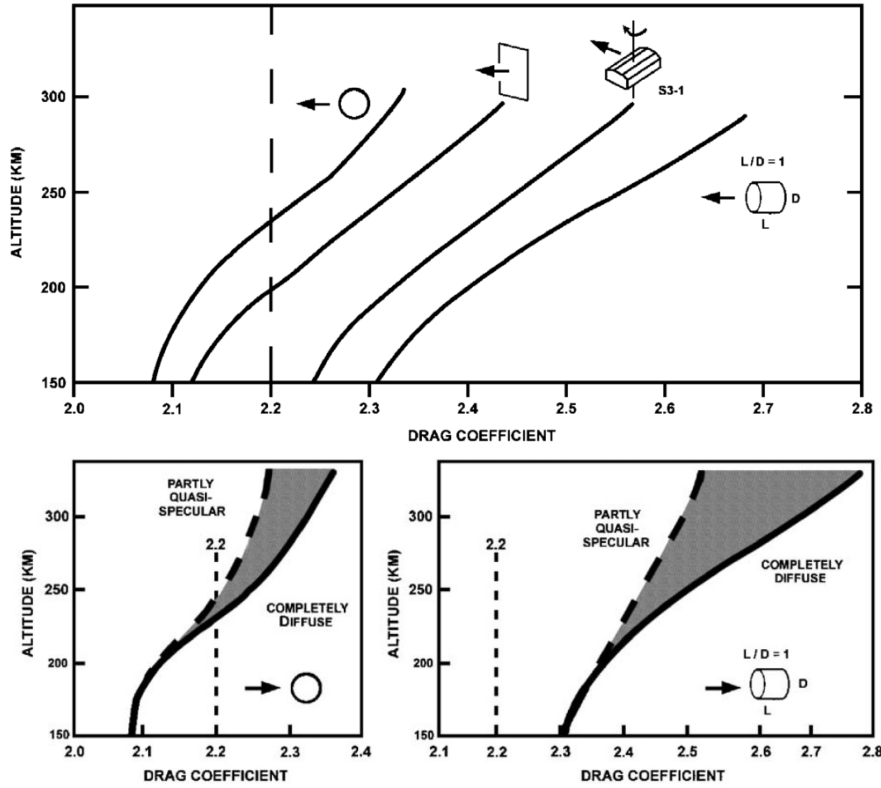 ALTITUDE (KM)
300
250
200
150
2.0
2.1
2.2
2.3
2.4
2.5
2.6
2.7
2.8
DRAG COEFFICIENT
S3-1
L / D = 1
D
L
ALTITUDE (KM)
300
250
200
150
2.0
2.1
2.2
2.3
2.4
DRAG COEFFICIENT
PARTLY
QUASI-
SPECULAR
2.2
COMPLETELY
DIFFUSE
ALTITUDE (KM)
300
250
200
150
2.1
2.2
2.3
2.4
2.5
2.6
2.7
2.8
DRAG COEFFICIENT
PARTLY
QUASI-
SPECULAR
2.2
COMPLETELY
DIFFUSE
L / D = 1
D
L